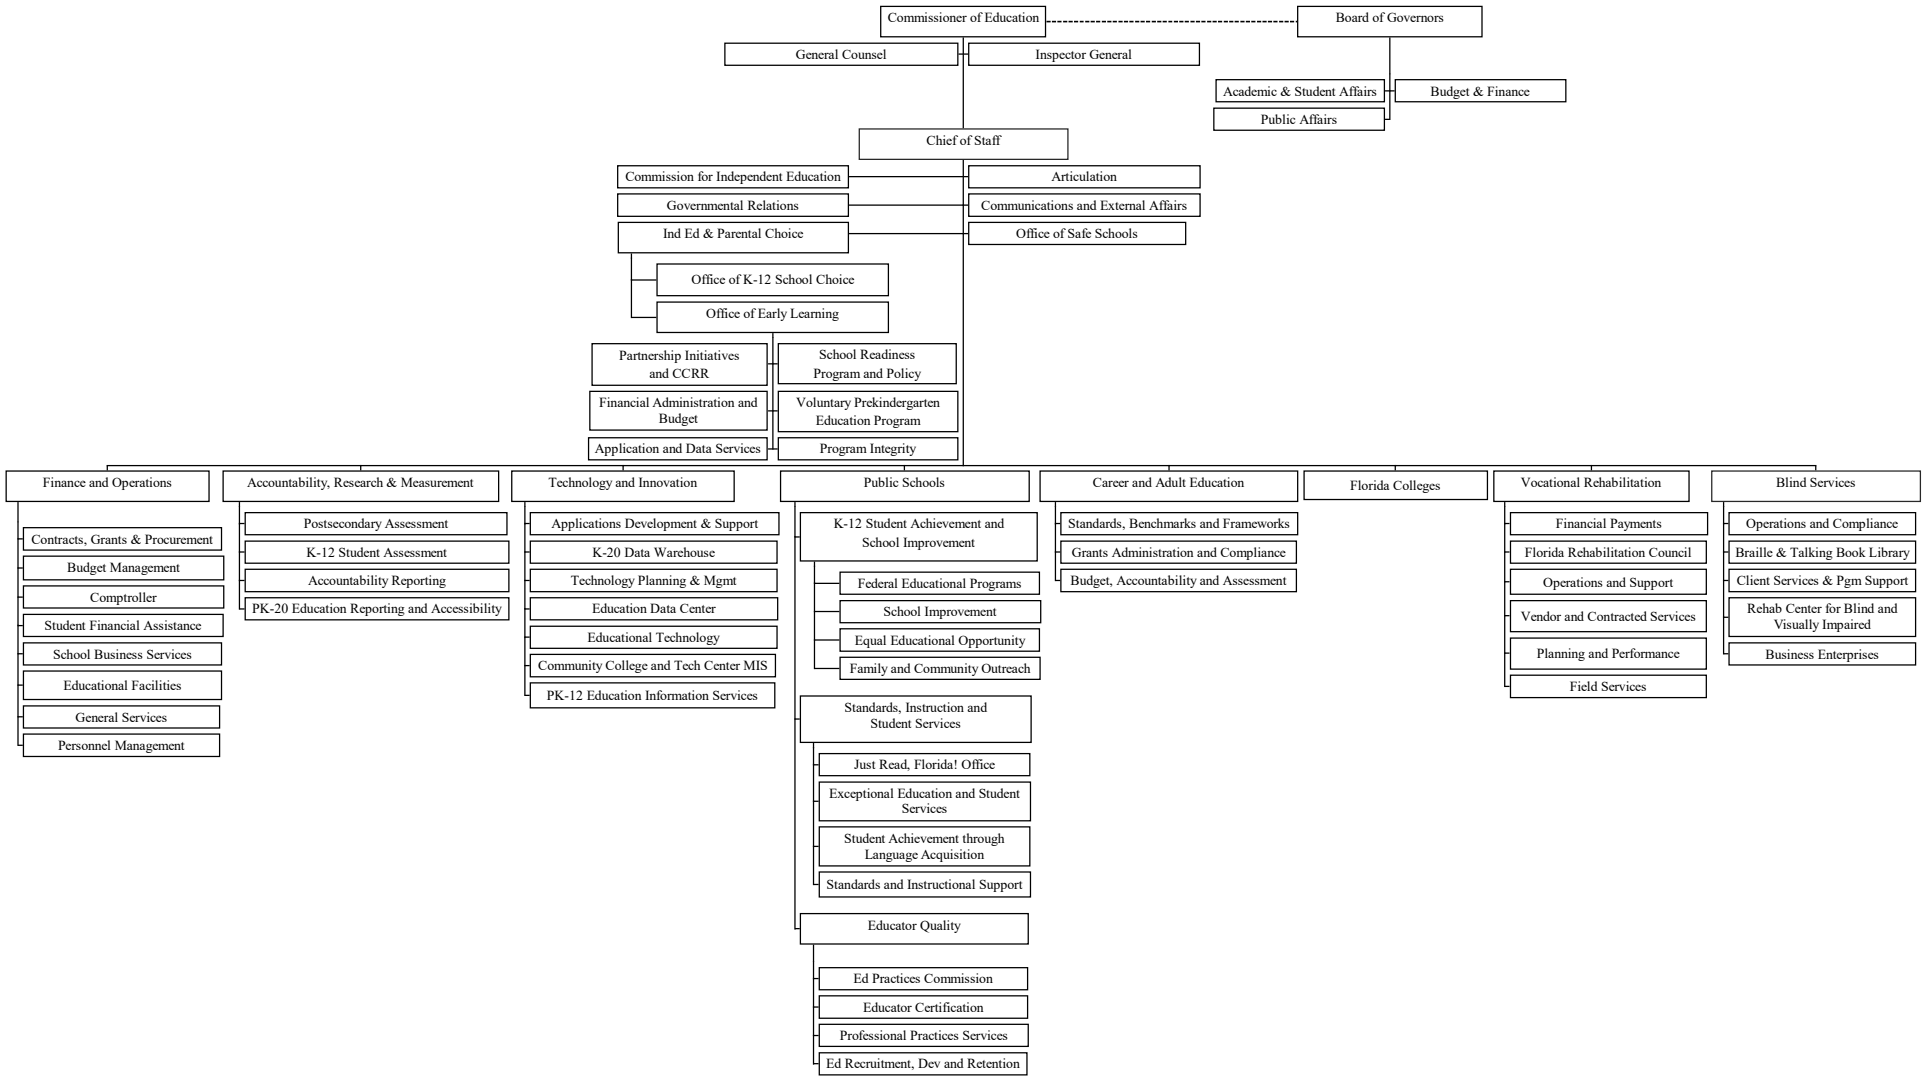 Commissioner of Education
Board of Governors
General Counsel
Inspector General
Academic & Student Affairs
Budget & Finance
Public Affairs
Chief of Staff
Commission for Independent Education
Articulation
Governmental Relations
Communications and External Affairs
Ind Ed & Parental Choice
Office of Safe Schools
Office of K-12 School Choice
Office of Early Learning
Partnership Initiatives
and CCRR
School Readiness
Program and Policy
Financial Administration and
Budget
Voluntary Prekindergarten
Education Program
Application and Data Services
Program Integrity
Finance and Operations
Contracts, Grants & Procurement
Budget Management
Comptroller
Student Financial Assistance
School Business Services
Educational Facilities
General Services
Personnel Management
Accountability, Research & Measurement
Postsecondary Assessment
K-12 Student Assessment
Accountability Reporting
PK-20 Education Reporting and Accessibility
Technology and Innovation
Applications Development & Support
K-20 Data Warehouse
Technology Planning & Mgmt
Education Data Center
Educational Technology
Community College and Tech Center MIS
PK-12 Education Information Services
Public Schools
K-12 Student Achievement and
School Improvement
Federal Educational Programs
School Improvement
Equal Educational Opportunity
Family and Community Outreach
Standards, Instruction and
Student Services
Just Read, Florida! Office
Exceptional Education and Student
Services
Student Achievement through
Language Acquisition
Standards and Instructional Support
Educator Quality
Ed Practices Commission
Educator Certification
Professional Practices Services
Ed Recruitment, Dev and Retention
Career and Adult Education
Standards, Benchmarks and Frameworks
Grants Administration and Compliance
Budget, Accountability and Assessment
Florida Colleges
Vocational Rehabilitation
Financial Payments
Florida Rehabilitation Council
Operations and Support
Vendor and Contracted Services
Planning and Performance
Field Services
Blind Services
Operations and Compliance
Braille & Talking Book Library
Client Services & Pgm Support
Rehab Center for Blind and
Visually Impaired
Business Enterprises